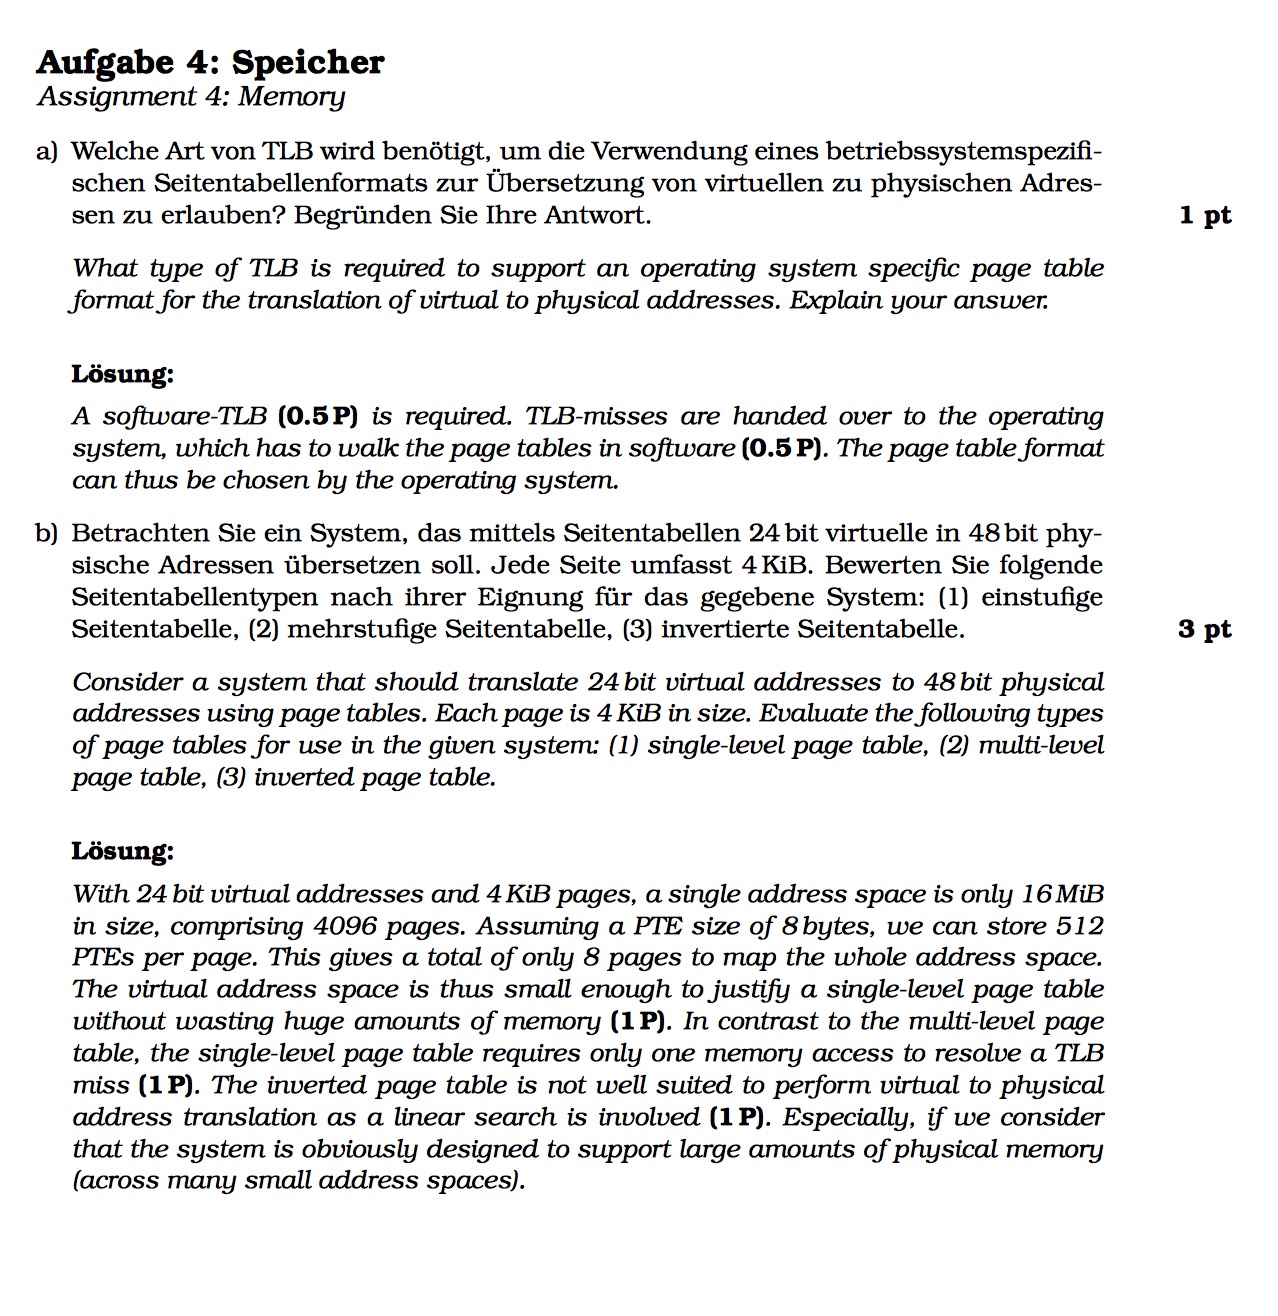 Aufgabe 4: Speicher
Assignment 4: Memory
a) Welche Art von TLB wird benötigt, um die Verwendung eines betriebssystemspezifi-
schen Seitentabellenformats zur Übersetzung von virtuellen zu physischen Adres-
sen zu erlauben? Begründen Sie Ihre Antwort. 1 pt
What type of TLB is required to support an operating system specific page table
format for the translation of virtual to physical addresses. Explain your answer.
Lösung:
A software-TLB (0.5 P) is required. TLB-misses are handed over to the operating
system, which has to walk the page tables in software (0.5 P). The page table format
can thus be chosen by the operating system.
b) Betrachten Sie ein System, das mittels Seitentabellen 24 bit virtuelle in 48 bit phy-
sische Adressen übersetzen soll. Jede Seite umfasst 4 KiB. Bewerten Sie folgende
Seitentabellentypen nach ihrer Eignung für das gegebene System: (1) einstufige
Seitentabelle, (2) mehrstufige Seitentabelle, (3) invertierte Seitentabelle. 3 pt
Consider a system that should translate 24 bit virtual addresses to 48 bit physical
addresses using page tables. Each page is 4 KiB in size. Evaluate the following types
of page tables for use in the given system: (1) single-level page table, (2) multi-level
page table, (3) inverted page table.
Lösung:
With 24 bit virtual addresses and 4 KiB pages, a single address space is only 16 MiB
in size, comprising 4096 pages. Assuming a PTE size of 8 bytes, we can store 512
PTEs per page. This gives a total of only 8 pages to map the whole address space.
The virtual address space is thus small enough to justify a single-level page table
without wasting huge amounts of memory (1 P). In contrast to the multi-level page
table, the single-level page table requires only one memory access to resolve a TLB
miss (1 P). The inverted page table is not well suited to perform virtual to physical
address translation as a linear search is involved (1 P). Especially, if we consider
that the system is obviously designed to support large amounts of physical memory
(across many small address spaces).